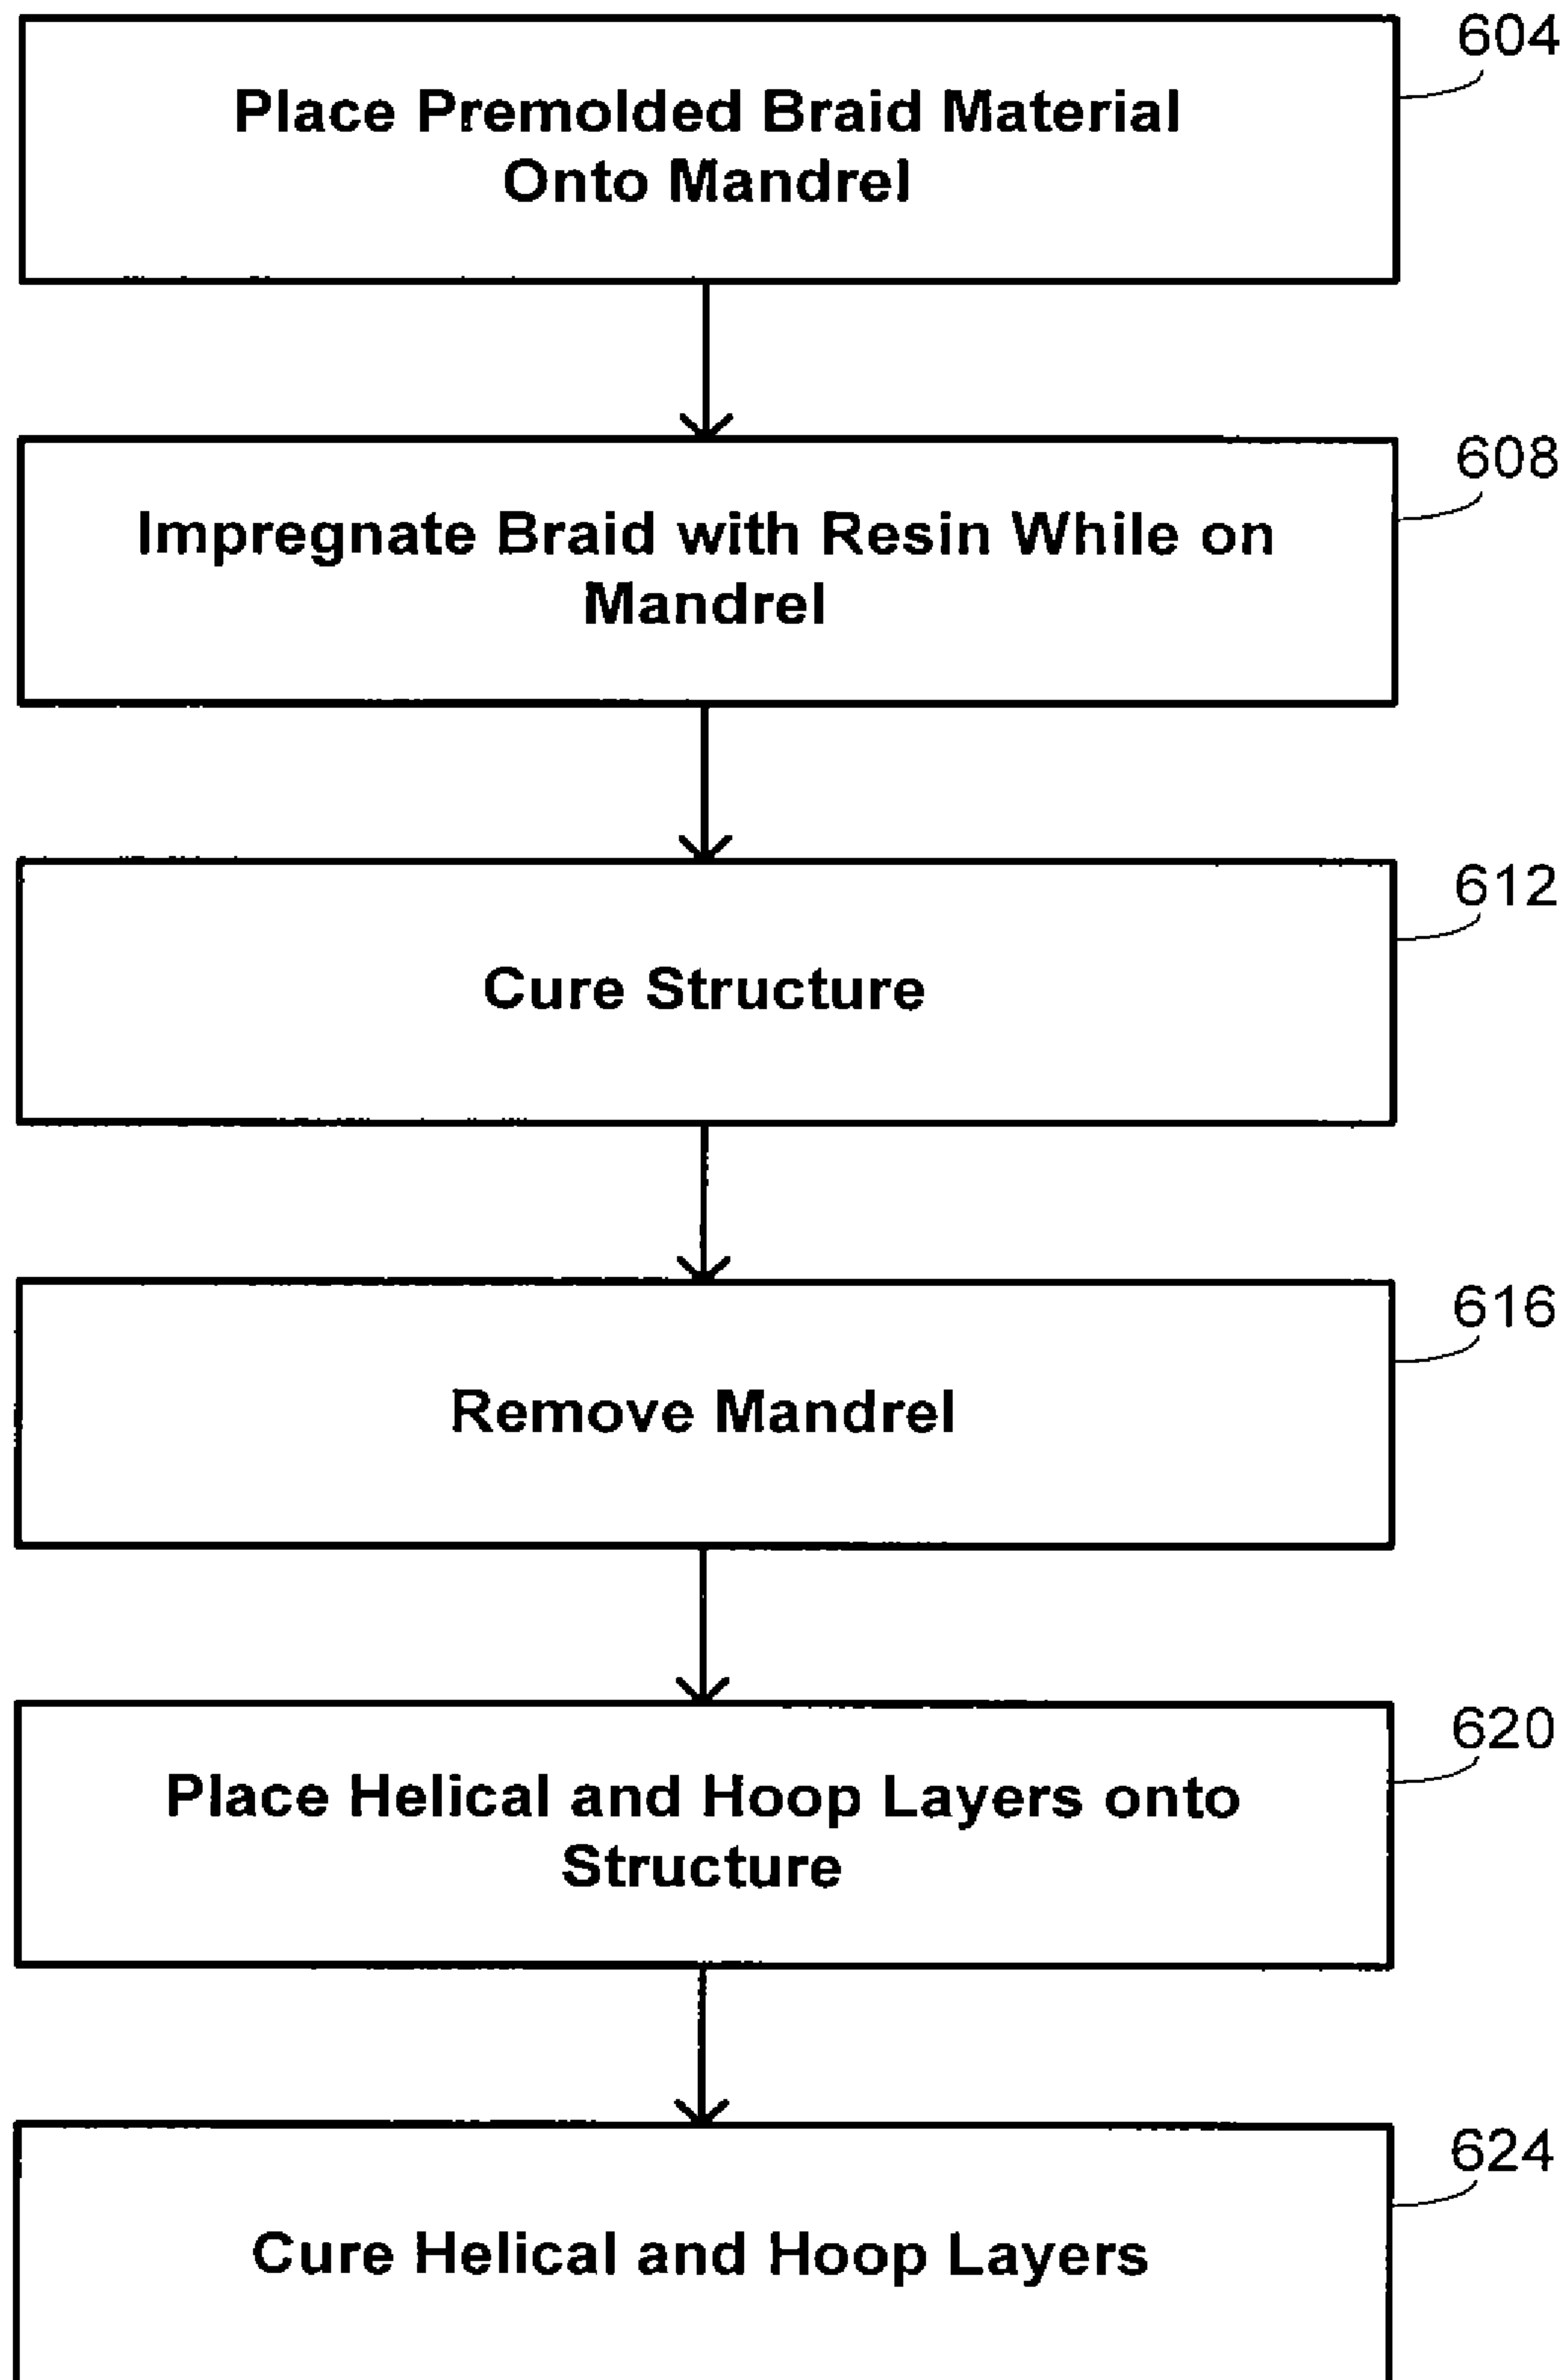 604
Place Premolded Braid Material
Onto Mandrel
608
Impregnate Braid with Resin While on
Mandrel
612
Cure Structure
616
Remove Mandrel
620
Place Helical and Hoop Layers onto
Structure
624
Cure Helical and Hoop Layers